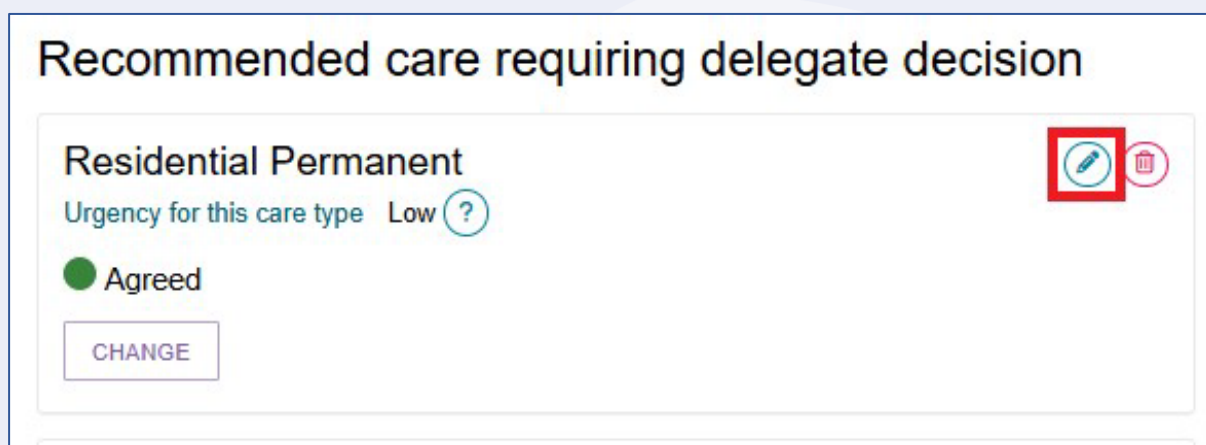 Recommended care requiring delegate decision
Residential Permanent
Urgency for this care type Low ?
Agreed
CHANGE